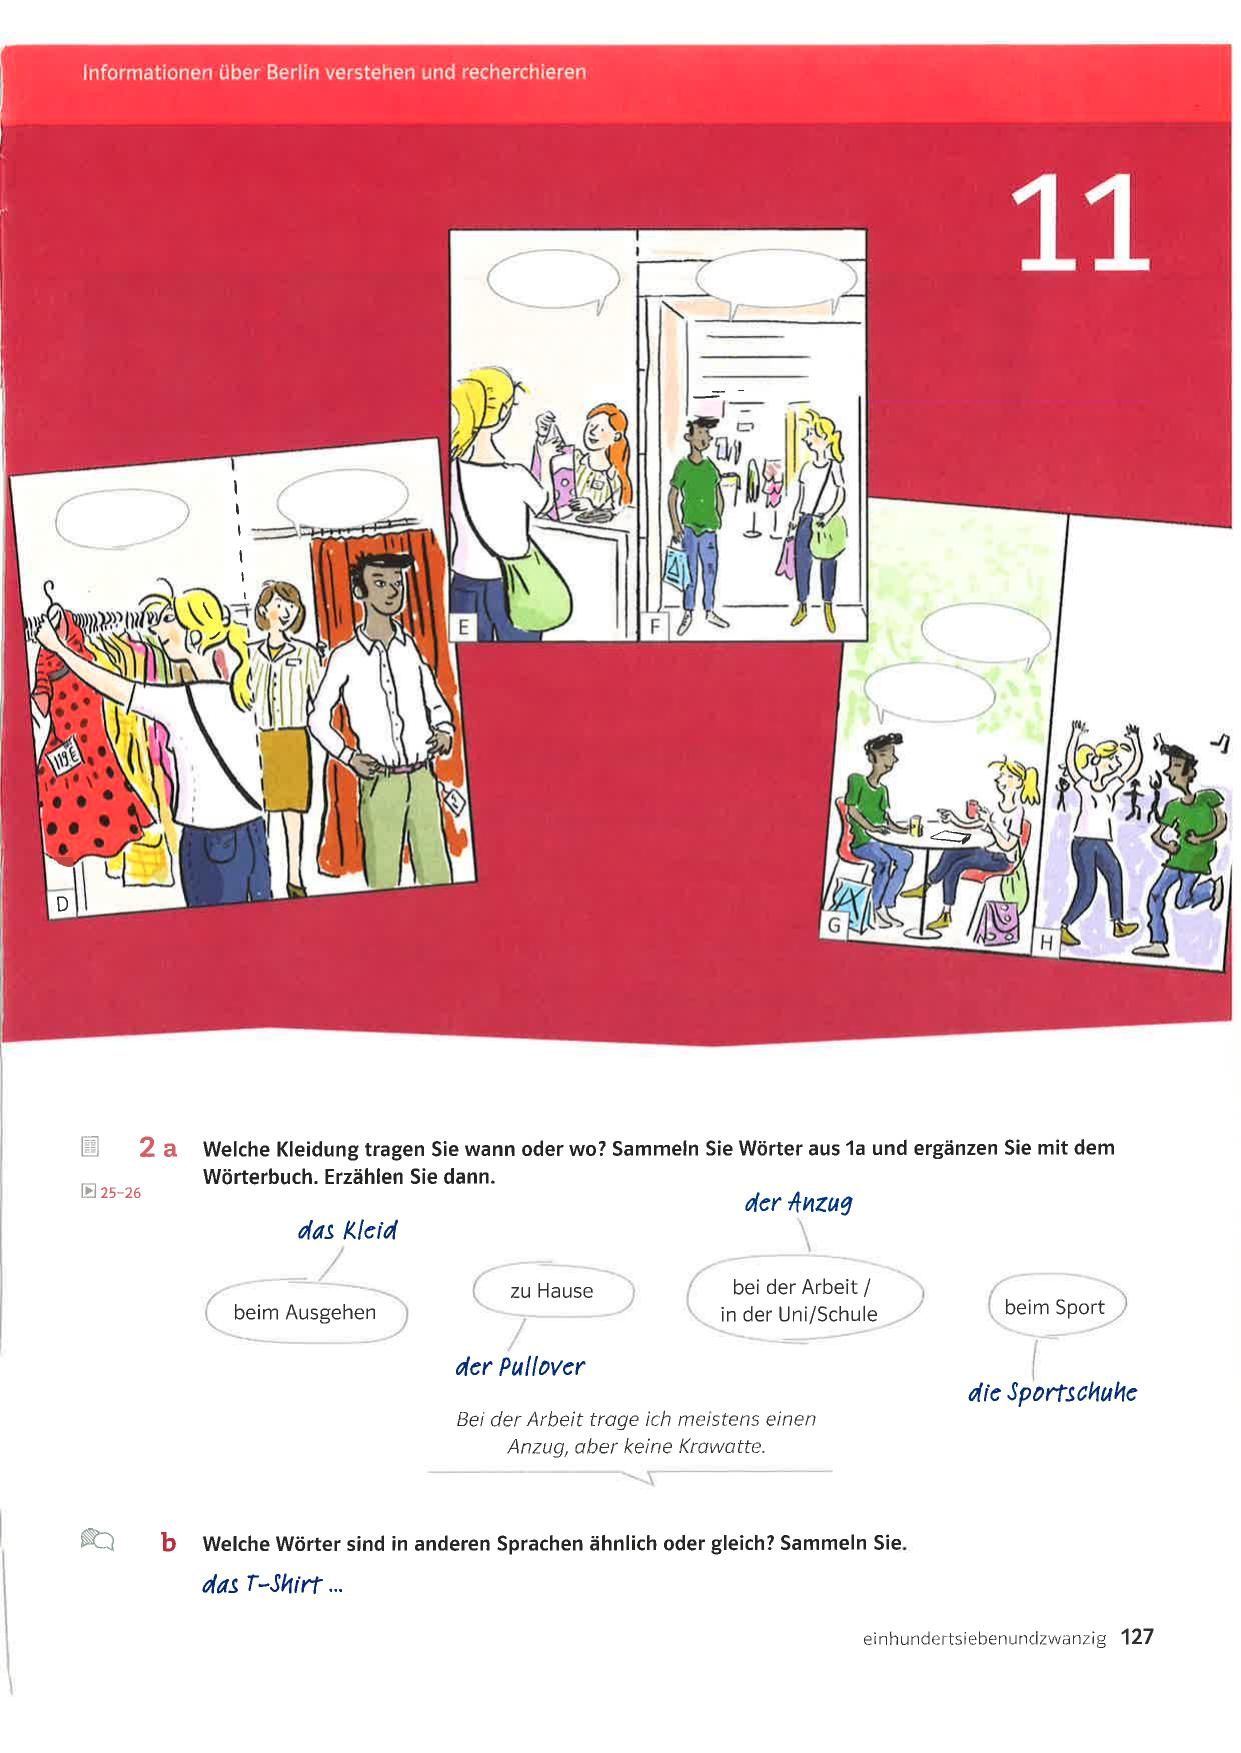 Informationen über Berlin verstehen und recherchieren
11
119 €
D
E
F
G
H
2 a Welche Kleidung tragen Sie wann oder wo? Sammeln Sie Wörter aus 1a und ergänzen Sie mit dem
Wörterbuch. Erzählen Sie dann.
25–26
das Kleid
der Anzug
beim Ausgehen
zu Hause
bei der Arbeit /
in der Uni/Schule
beim Sport
der Pullover
die Sportschuhe
Bei der Arbeit trage ich meistens einen
Anzug, aber keine Krawatte.
b Welche Wörter sind in anderen Sprachen ähnlich oder gleich? Sammeln Sie.
das T-Shirt ...
einhundertsiebenundzwanzig 127